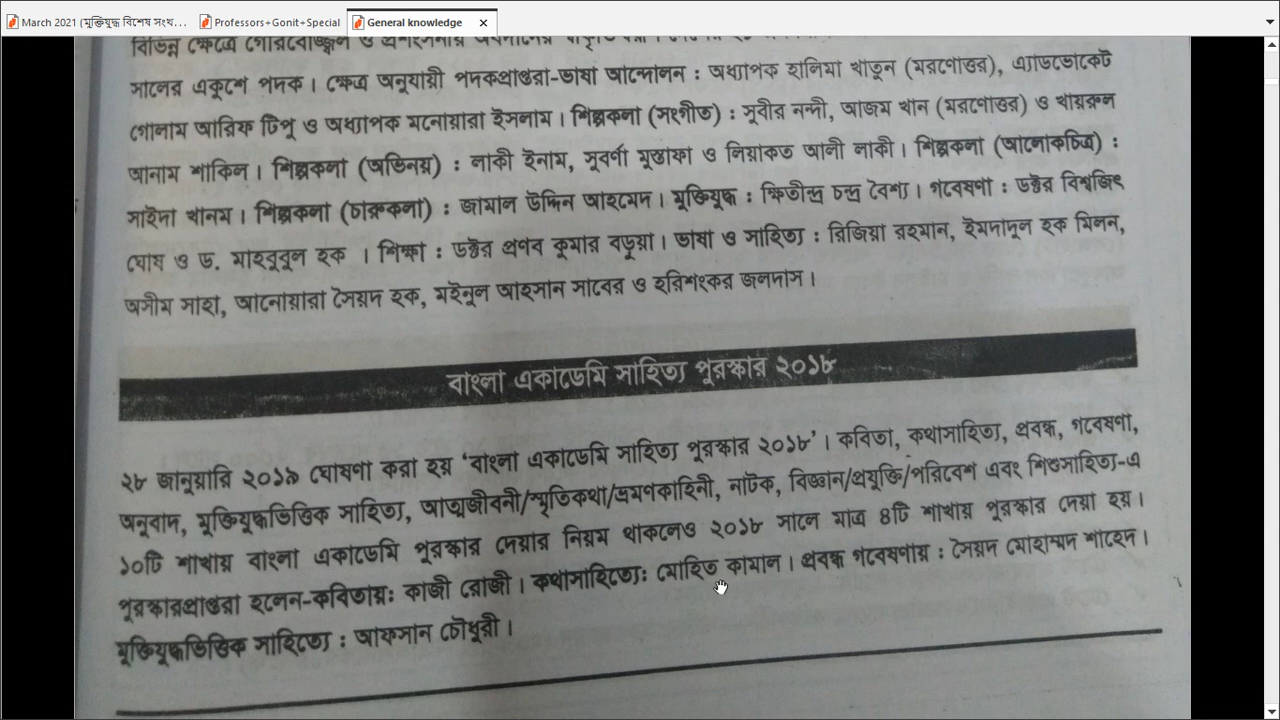 March 2021 (মুক্তিযুদ্ধ বিশেষ সংখ...
Professors+Gonit+Special
General knowledge
বিভিন্ন ক্ষেত্রে গৌরবোজ্জ্বল ও প্রশংসনীয় অবদানের
সালের একুশে পদক। ক্ষেত্র অনুযায়ী পদকপ্রাপ্তরা-ভাষা আন্দোলন : অধ্যাপক হালিমা খাতুন (মরণোত্তর), এ্যাডভোকেট
গোলাম আরিফ টিপু ও অধ্যাপক মনোয়ারা ইসলাম। শিল্পকলা (সংগীত) : সুবীর নন্দী, আজম খান (মরণোত্তর) ও খায়রুল
আনাম শাকিল। শিল্পকলা (অভিনয়) : লাকী ইনাম, সুবর্ণা মুস্তাফা ও লিয়াকত আলী লাকী। শিল্পকলা (আলোকচিত্র) :
সাইদা খানম। শিল্পকলা (চারুকলা) : জামাল উদ্দিন আহমেদ। মুক্তিযুদ্ধ : ক্ষিতীন্দ্র চন্দ্র বৈশ্য। গবেষণা : ডক্টর বিশ্বজিৎ
ঘোষ ও ড. মাহবুবুল হক । শিক্ষা : ডক্টর প্রণব কুমার বড়ুয়া। ভাষা ও সাহিত্য : রিজিয়া রহমান, ইমদাদুল হক মিলন,
অসীম সাহা, আনোয়ারা সৈয়দ হক, মইনুল আহসান সাবের ও হরিশংকর জলদাস।
বাংলা একাডেমি সাহিত্য পুরস্কার ২০১৮
২৮ জানুয়ারি ২০১৯ ঘোষণা করা হয় ‘বাংলা একাডেমি সাহিত্য পুরস্কার ২০১৮’। কবিতা, কথাসাহিত্য, প্রবন্ধ, গবেষণা,
অনুবাদ, মুক্তিযুদ্ধভিত্তিক সাহিত্য, আত্মজীবনী/স্মৃতিকথা/ভ্রমণকাহিনী, নাটক, বিজ্ঞান/প্রযুক্তি/পরিবেশ এবং শিশুসাহিত্য-এ
১০টি শাখায় বাংলা একাডেমি পুরস্কার দেয়ার নিয়ম থাকলেও ২০১৮ সালে মাত্র ৪টি শাখায় পুরস্কার দেয়া হয়।
পুরস্কারপ্রাপ্তরা হলেন-কবিতায়ঃ কাজী রোজী। কথাসাহিত্যেঃ মোহিত কামাল। প্রবন্ধ গবেষণায় : সৈয়দ মোহাম্মদ শাহেদ।
মুক্তিযুদ্ধভিত্তিক সাহিত্যে : আফসান চৌধুরী।